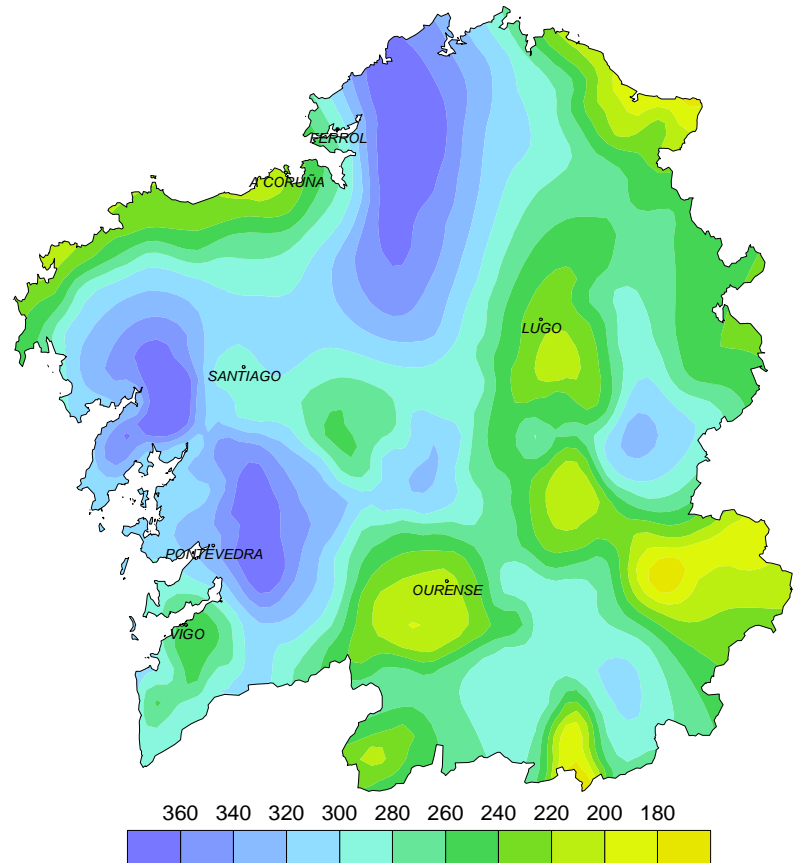 FERROL
A CORUÑA
LUGO
SANTIAGO
PONTEVEDRA
OURENSE
VIGO
360 340 320 300 280 260 240 220 200 180